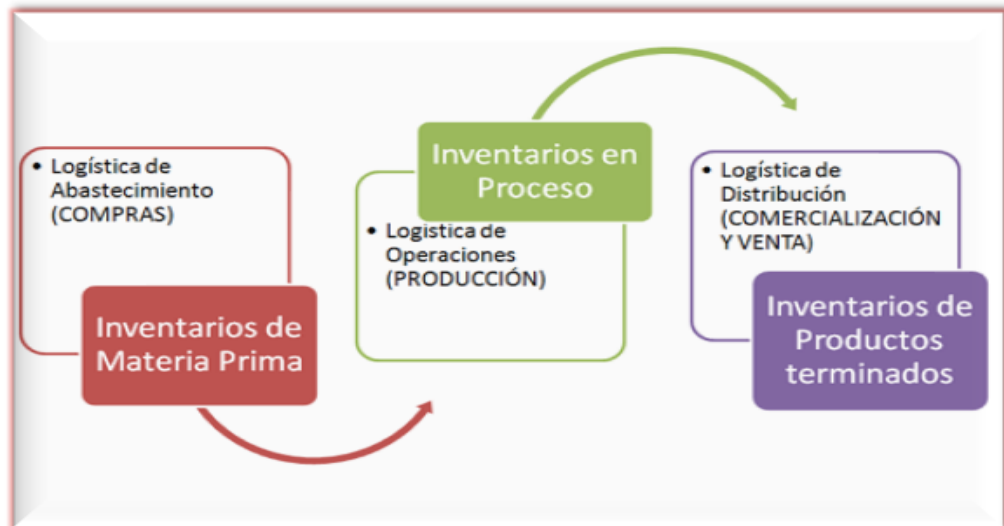 • Logística de
Abastecimiento
(COMPRAS)
Inventarios de
Materia Prima
Inventarios en
Proceso
• Logistica de
Operaciones
(PRODUCCIÓN)
• Logística de
Distribución
(COMERCIALIZACIÓN
Y VENTA)
Inventarios de
Productos
terminados